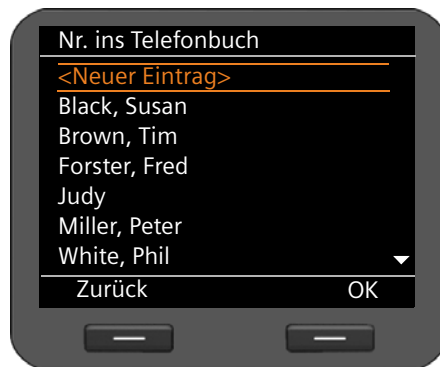 Nr. ins Telefonbuch
<Neuer Eintrag>
Black, Susan
Brown, Tim
Forster, Fred
Judy
Miller, Peter
White, Phil
Zurück OK